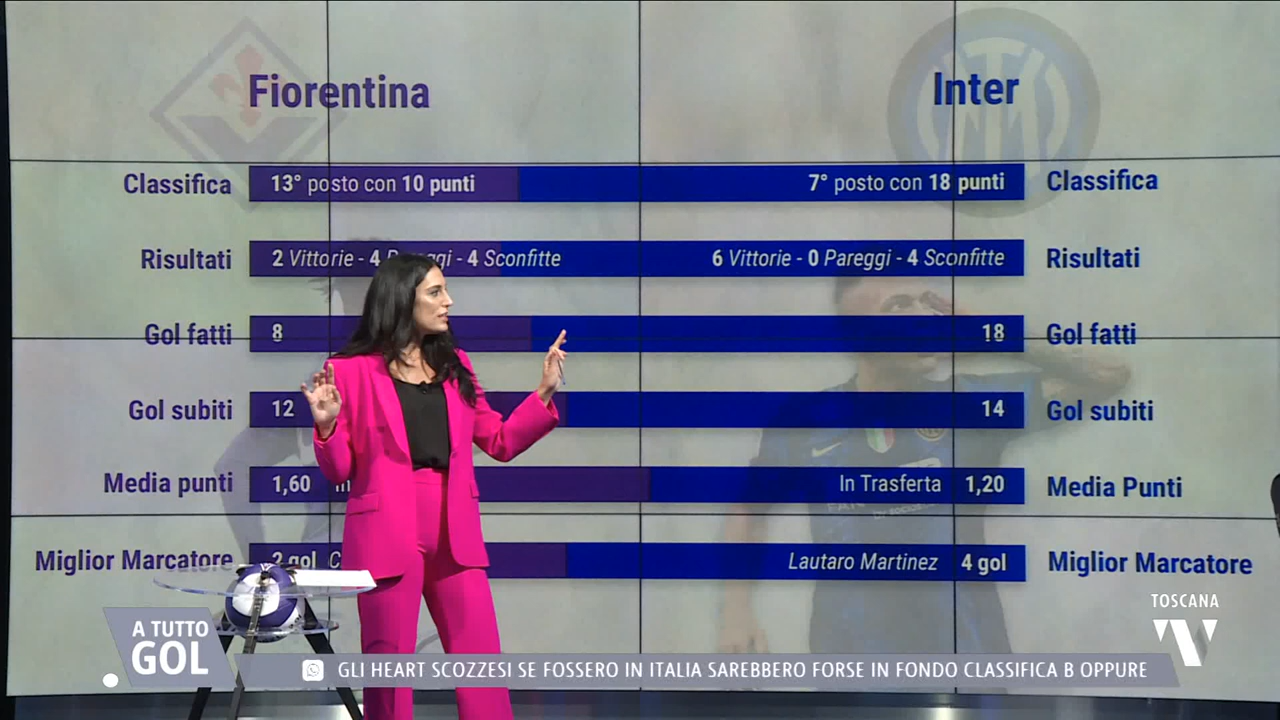 Fiorentina
Inter
Classifica 13° posto con 10 punti 7° posto con 18 punti Classifica
Risultati 2 Vittorie - 4 Pareggi - 4 Sconfitte 6 Vittorie - 0 Pareggi - 4 Sconfitte Risultati
Gol fatti 8 18 Gol fatti
Gol subiti 12 14 Gol subiti
Media punti 1,60 In Trasferta 1,20 Media Punti
Miglior Marcatore 2 gol Lautaro Martinez 4 gol Miglior Marcatore
TOSCANA
TV
A TUTTO
GOL
GLI HEART SCOZZESI SE FOSSERO IN ITALIA SAREBBERO FORSE IN FONDO CLASSIFICA B OPPURE